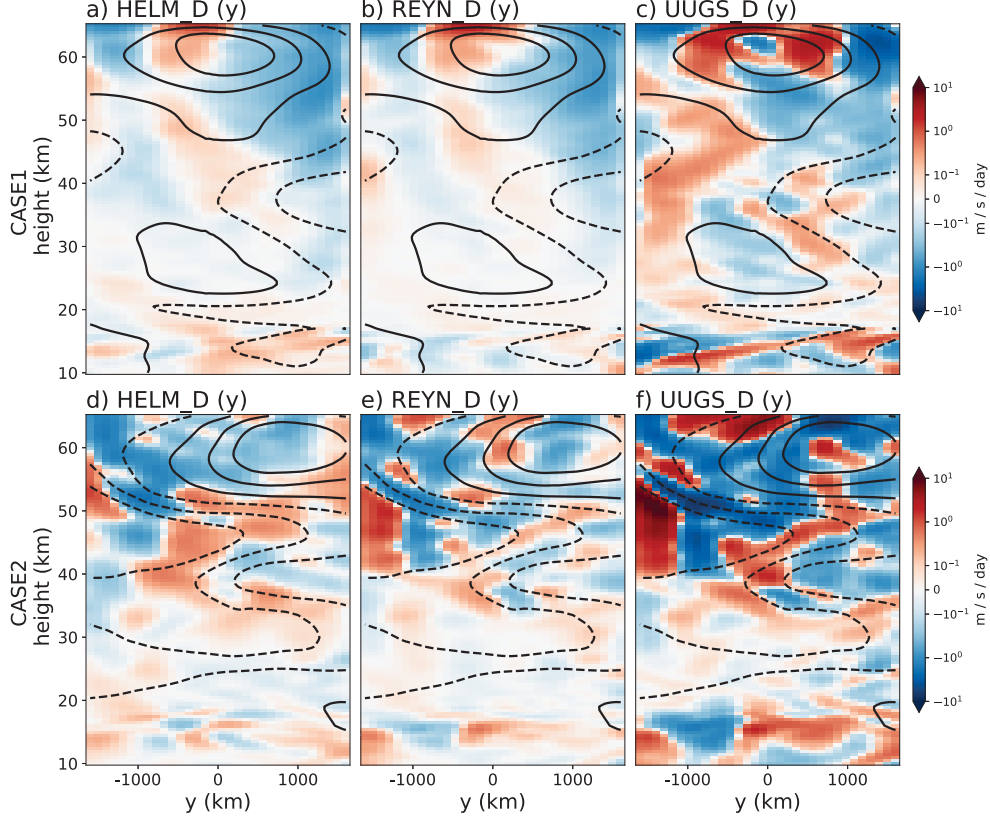 a) HELM_D (y)
b) REYN_D (y)
c) UUGS_D (y)
CASE1
height (km)
60
50
40
30
20
10
10¹
10⁰
10⁻¹
0
−10⁻¹
−10⁰
−10¹
m / s / day
d) HELM_D (y)
e) REYN_D (y)
f) UUGS_D (y)
CASE2
height (km)
60
50
40
30
20
10
10¹
10⁰
10⁻¹
0
−10⁻¹
−10⁰
−10¹
m / s / day
-1000 0 1000
-1000 0 1000
-1000 0 1000
y (km)
y (km)
y (km)